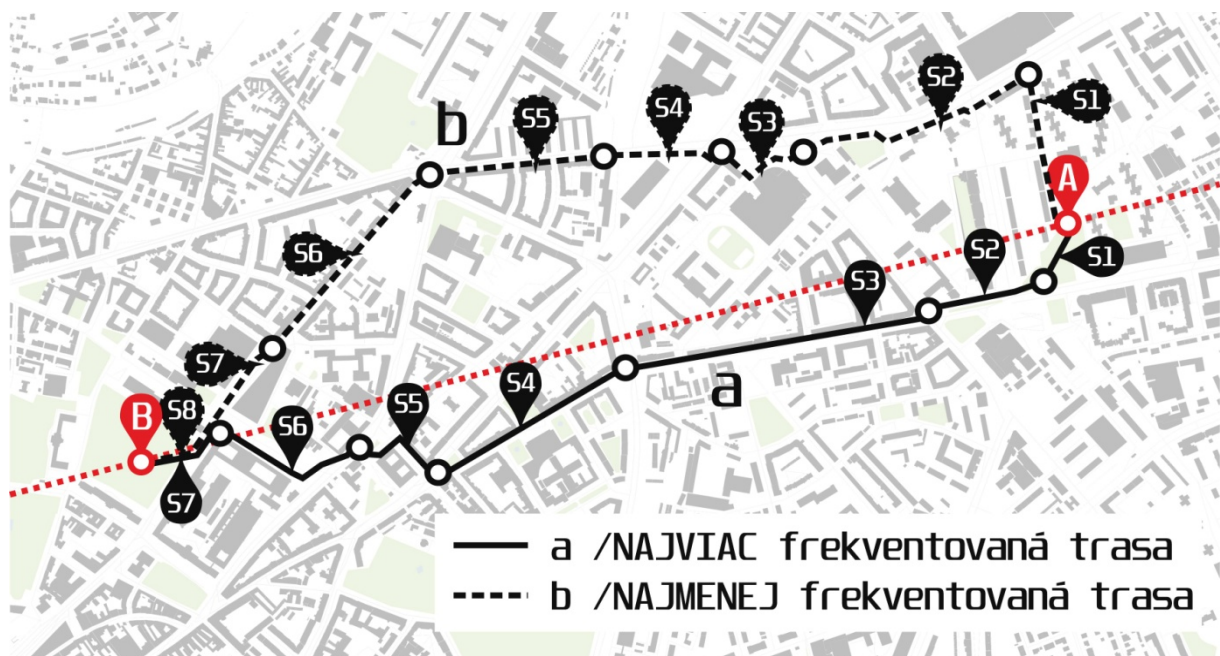 b
S5
S4
S3
S2
S1
A
S6
S2
S1
S3
S7
a
S4
S5
B
S8
S6
S7
a /NAJVIAC frekventovaná trasa
b /NAJMENEJ frekventovaná trasa